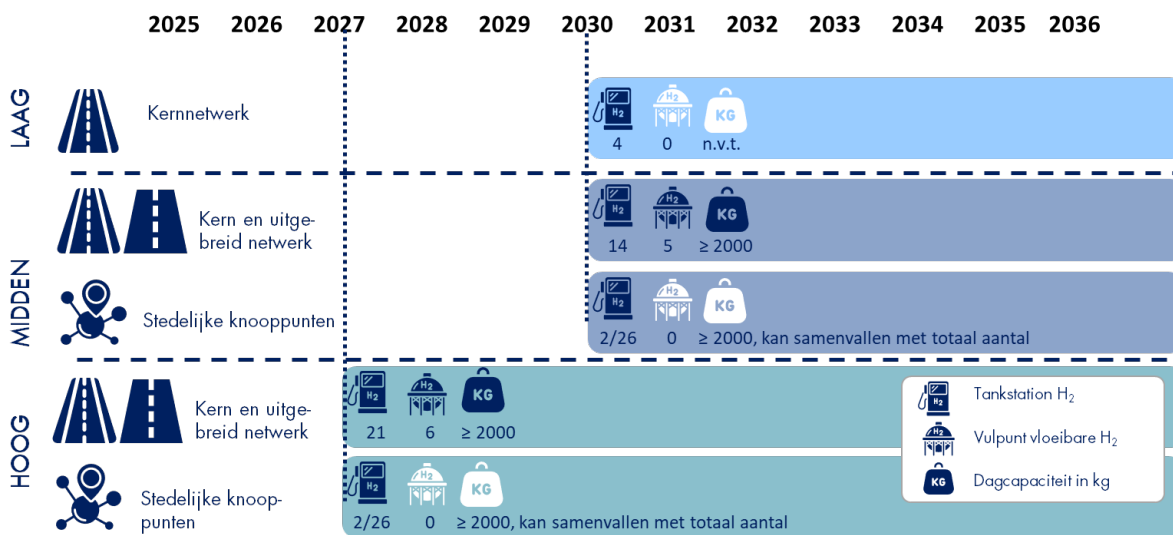 2025 2026 2027 2028 2029 2030 2031 2032 2033 2034 2035 2036
LAAG
Kernnetwerk
H2
H2
KG
4 0 n.v.t.
MIDDEN
Kern en uitge-
breid netwerk
H2
H2
KG
14 5 ≥ 2000
Stedelijke knooppunten
H2
H2
KG
2/26 0 ≥ 2000, kan samenvallen met totaal aantal
HOOG
Kern en uitge-
breid netwerk
H2
H2
KG
21 6 ≥ 2000
Stedelijke knoop-
punten
H2
H2
KG
2/26 0 ≥ 2000, kan samenvallen met totaal aantal
H2
Tankstation H₂
H2
Vulpunt vloeibare H₂
KG
Dagcapaciteit in kg